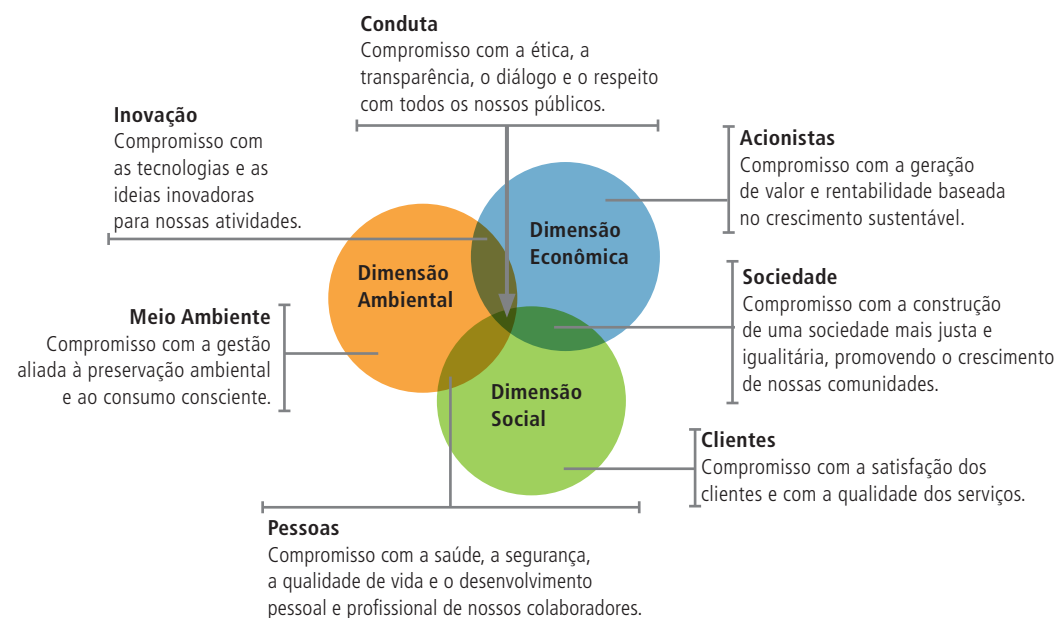 Conduta
Compromisso com a ética, a
transparência, o diálogo e o respeito
com todos os nossos públicos.
Inovação
Compromisso com
as tecnologias e as
ideias inovadoras
para nossas atividades.
Acionistas
Compromisso com a geração
de valor e rentabilidade baseada
no crescimento sustentável.
Dimensão
Econômica
Dimensão
Ambiental
Sociedade
Compromisso com a construção
de uma sociedade mais justa e
igualitária, promovendo o crescimento
de nossas comunidades.
Meio Ambiente
Compromisso com a gestão
aliada à preservação ambiental
e ao consumo consciente.
Dimensão
Social
Clientes
Compromisso com a satisfação dos
clientes e com a qualidade dos serviços.
Pessoas
Compromisso com a saúde, a segurança,
a qualidade de vida e o desenvolvimento
pessoal e profissional de nossos colaboradores.